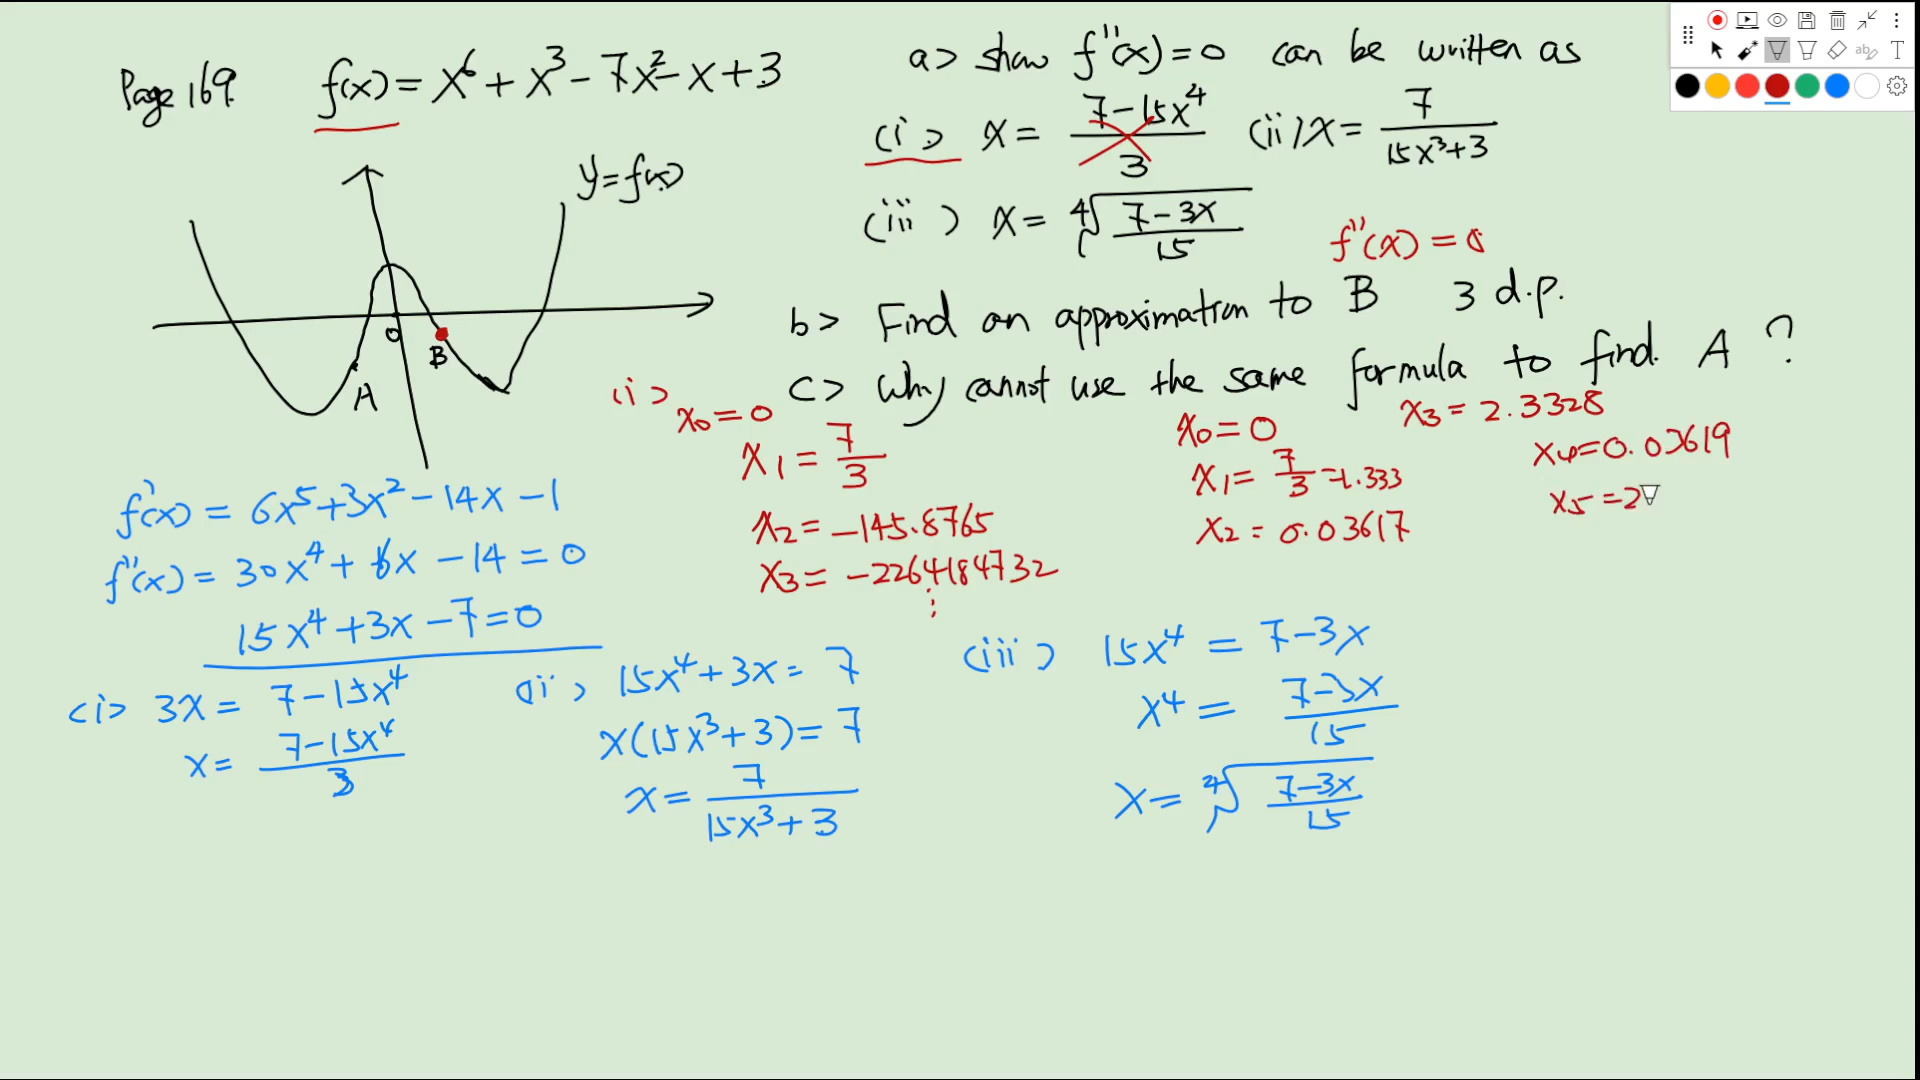 Page 169. f(x) = x⁶ + x³ - 7x² - x + 3
a> show f''(x) = 0 can be written as
(i) x = (7 - 15x⁴)/3 (ii) x = 7/(15x³ + 3)
(iii) x = ⁴√((7 - 3x)/15)
f''(x) = 0
y = f(x)
O
A
B
b> Find an approximation to B 3 d.p.
c> why cannot use the same formula to find A ?
(i) x₀ = 0
x₁ = 7/3
x₂ = -145.8765
x₃ = -2264184732
⋮
x₀ = 0
x₁ = 7/3 = 2.333
x₂ = 0.03617
x₃ = 2.3328
x₄ = 0.03619
x₅ = 2
f'(x) = 6x⁵ + 3x² - 14x - 1
f''(x) = 30x⁴ + 6x - 14 = 0
15x⁴ + 3x - 7 = 0
(i) 3x = 7 - 15x⁴
x = (7 - 15x⁴)/3
(ii) 15x⁴ + 3x = 7
x(15x³ + 3) = 7
x = 7/(15x³ + 3)
(iii) 15x⁴ = 7 - 3x
x⁴ = (7 - 3x)/15
x = ⁴√((7 - 3x)/15)